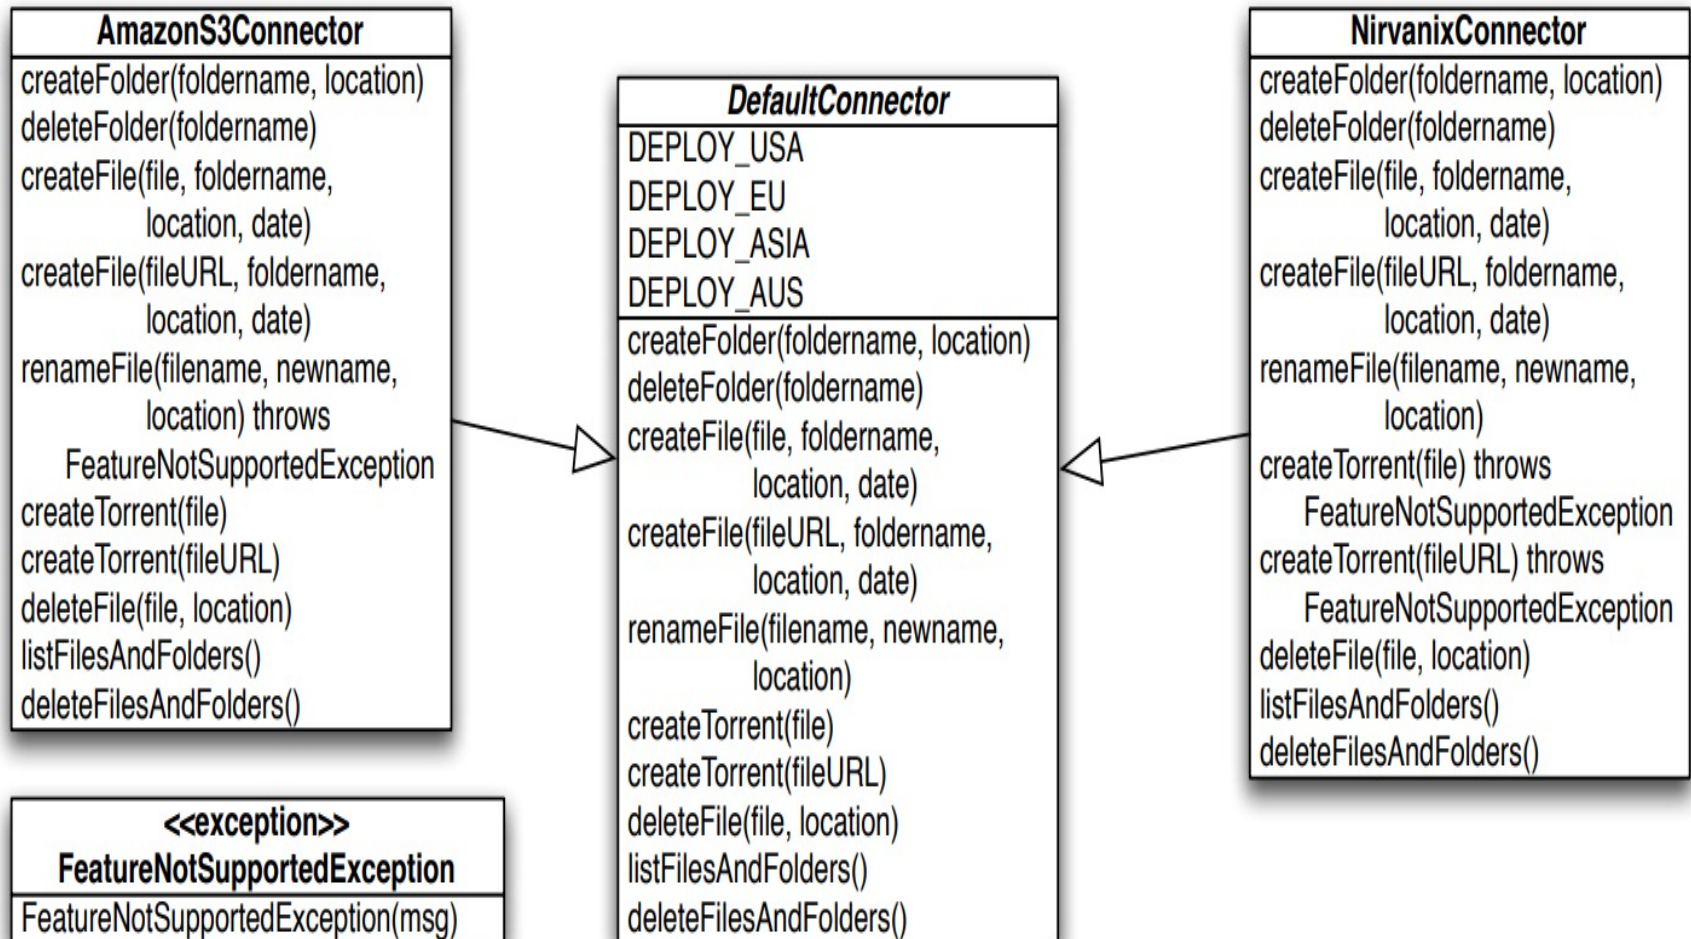 AmazonS3Connector
createFolder(foldername, location)
deleteFolder(foldername)
createFile(file, foldername,
location, date)
createFile(fileURL, foldername,
location, date)
renameFile(filename, newname,
location) throws
FeatureNotSupportedException
createTorrent(file)
createTorrent(fileURL)
deleteFile(file, location)
listFilesAndFolders()
deleteFilesAndFolders()
<<exception>>
FeatureNotSupportedException
FeatureNotSupportedException(msg)
DefaultConnector
DEPLOY_USA
DEPLOY_EU
DEPLOY_ASIA
DEPLOY_AUS
createFolder(foldername, location)
deleteFolder(foldername)
createFile(file, foldername,
location, date)
createFile(fileURL, foldername,
location, date)
renameFile(filename, newname,
location)
createTorrent(file)
createTorrent(fileURL)
deleteFile(file, location)
listFilesAndFolders()
deleteFilesAndFolders()
NirvanixConnector
createFolder(foldername, location)
deleteFolder(foldername)
createFile(file, foldername,
location, date)
createFile(fileURL, foldername,
location, date)
renameFile(filename, newname,
location)
createTorrent(file) throws
FeatureNotSupportedException
createTorrent(fileURL) throws
FeatureNotSupportedException
deleteFile(file, location)
listFilesAndFolders()
deleteFilesAndFolders()